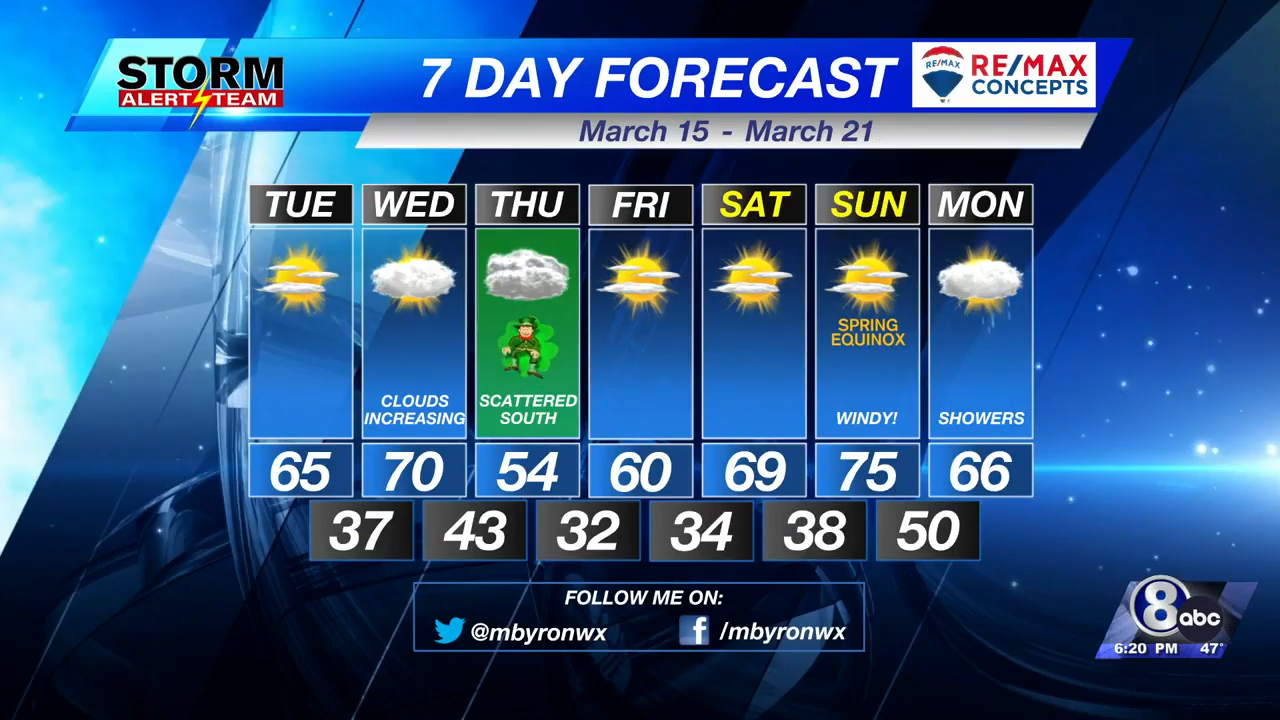 STORM
ALERT TEAM
7 DAY FORECAST
RE/MAX
RE/MAX
CONCEPTS
March 15 - March 21
TUE WED THU FRI SAT SUN MON
SPRING
EQUINOX
CLOUDS
INCREASING
SCATTERED
SOUTH
WINDY!
SHOWERS
65 70 54 60 69 75 66
37 43 32 34 38 50
FOLLOW ME ON:
@mbyronwx f /mbyronwx
8 abc
6:20 PM 47°